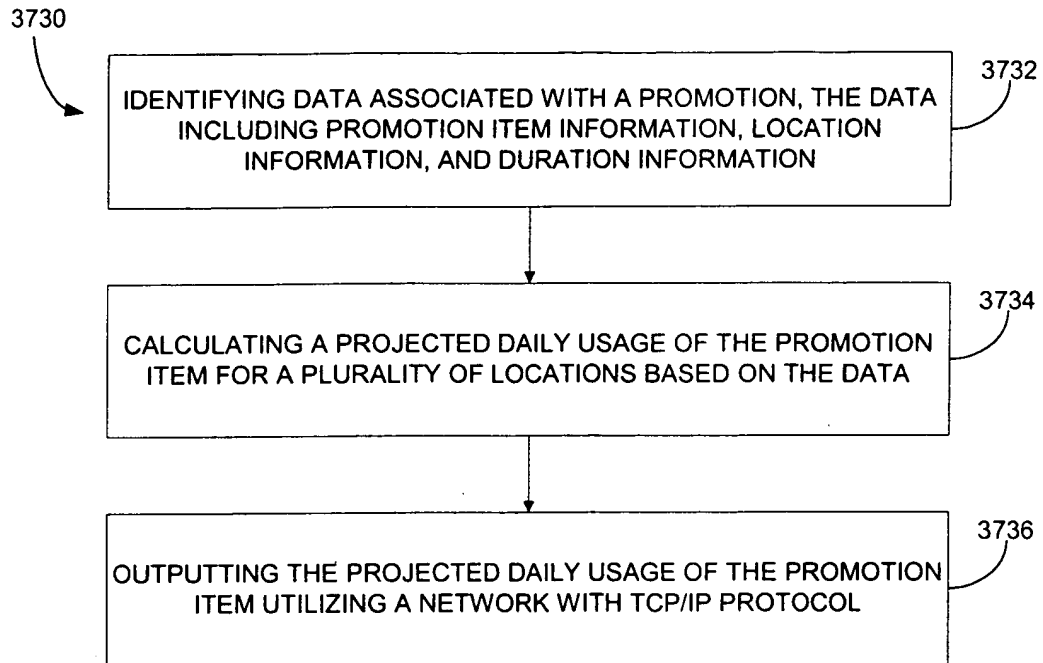 3730
3732
IDENTIFYING DATA ASSOCIATED WITH A PROMOTION, THE DATA
INCLUDING PROMOTION ITEM INFORMATION, LOCATION
INFORMATION, AND DURATION INFORMATION
3734
CALCULATING A PROJECTED DAILY USAGE OF THE PROMOTION
ITEM FOR A PLURALITY OF LOCATIONS BASED ON THE DATA
3736
OUTPUTTING THE PROJECTED DAILY USAGE OF THE PROMOTION
ITEM UTILIZING A NETWORK WITH TCP/IP PROTOCOL